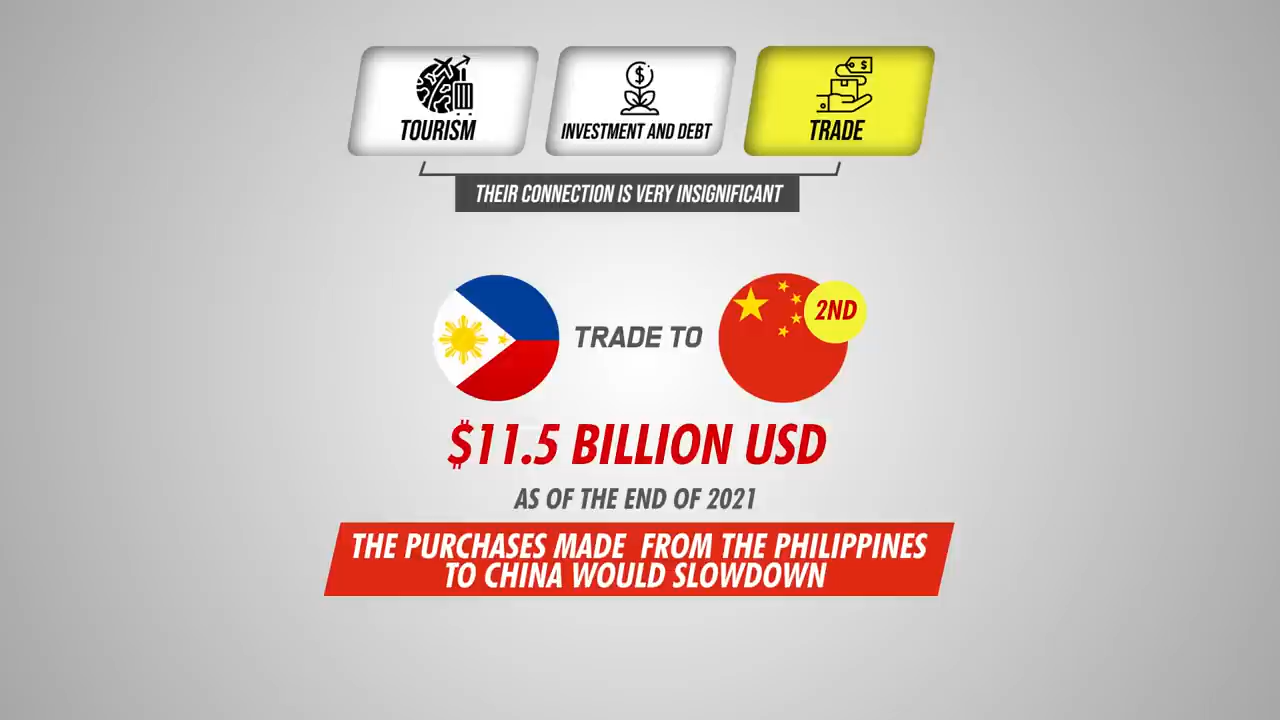 $
$
TOURISM
INVESTMENT AND DEBT
TRADE
THEIR CONNECTION IS VERY INSIGNIFICANT
TRADE TO
2ND
$11.5 BILLION USD
AS OF THE END OF 2021
THE PURCHASES MADE FROM THE PHILIPPINES
TO CHINA WOULD SLOWDOWN